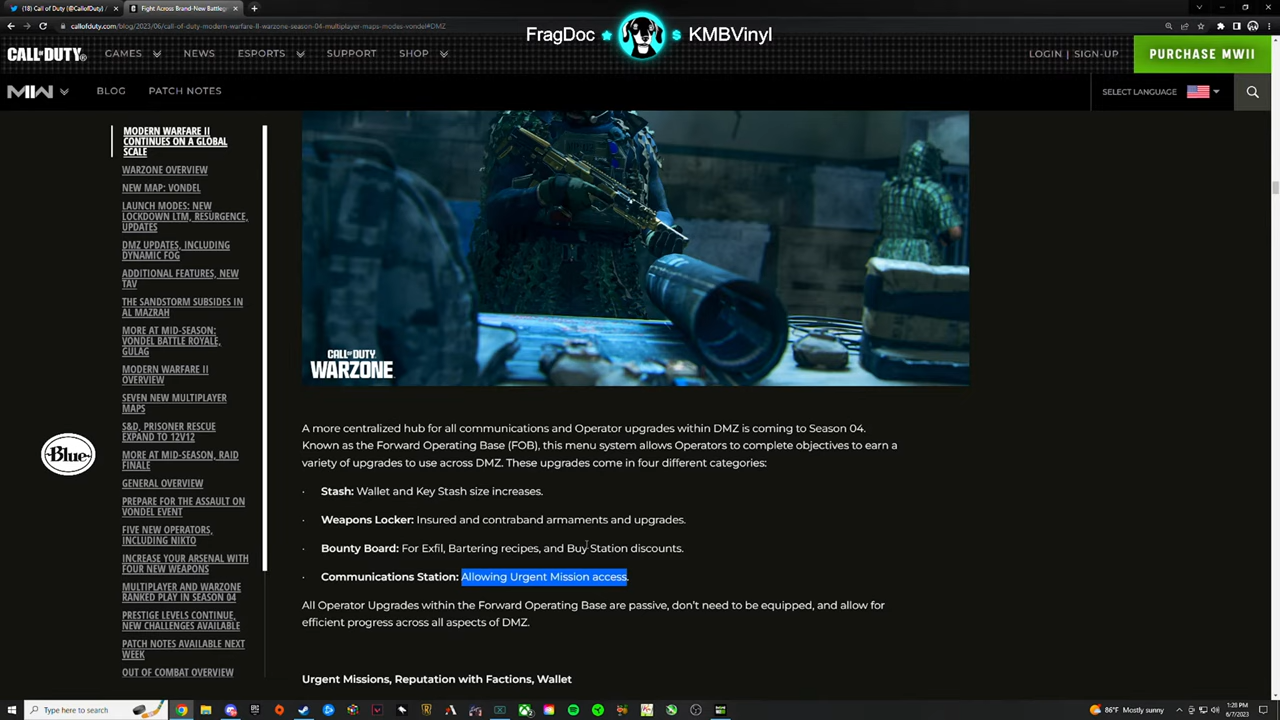 (18) Call of Duty (@CallofDuty) /
Fight Across Brand-New Battleg
callofduty.com/blog/2023/06/call-of-duty-modern-warfare-II-warzone-season-04-multiplayer-maps-modes-vondel#DMZ
FragDoc $ KMBVinyl
CALL OF DUTY GAMES NEWS ESPORTS SUPPORT SHOP LOGIN | SIGN-UP PURCHASE MWII
MW BLOG PATCH NOTES SELECT LANGUAGE
MODERN WARFARE II
CONTINUES ON A GLOBAL
SCALE
WARZONE OVERVIEW
NEW MAP: VONDEL
LAUNCH MODES: NEW
LOCKDOWN LTM, RESURGENCE,
UPDATES
DMZ UPDATES, INCLUDING
DYNAMIC FOG
ADDITIONAL FEATURES, NEW
TAV
THE SANDSTORM SUBSIDES IN
AL MAZRAH
MORE AT MID-SEASON:
VONDEL BATTLE ROYALE,
GULAG
MODERN WARFARE II
OVERVIEW
SEVEN NEW MULTIPLAYER
MAPS
S&D, PRISONER RESCUE
EXPAND TO 12V12
MORE AT MID-SEASON, RAID
FINALE
GENERAL OVERVIEW
PREPARE FOR THE ASSAULT ON
VONDEL EVENT
FIVE NEW OPERATORS,
INCLUDING NIKTO
INCREASE YOUR ARSENAL WITH
FOUR NEW WEAPONS
MULTIPLAYER AND WARZONE
RANKED PLAY IN SEASON 04
PRESTIGE LEVELS CONTINUE,
NEW CHALLENGES AVAILABLE
PATCH NOTES AVAILABLE NEXT
WEEK
OUT OF COMBAT OVERVIEW
Blue
CALL OF DUTY
WARZONE
A more centralized hub for all communications and Operator upgrades within DMZ is coming to Season 04.
Known as the Forward Operating Base (FOB), this menu system allows Operators to complete objectives to earn a
variety of upgrades to use across DMZ. These upgrades come in four different categories:
· Stash: Wallet and Key Stash size increases.
· Weapons Locker: Insured and contraband armaments and upgrades.
· Bounty Board: For Exfil, Bartering recipes, and Buy Station discounts.
· Communications Station: Allowing Urgent Mission access.
All Operator Upgrades within the Forward Operating Base are passive, don't need to be equipped, and allow for
efficient progress across all aspects of DMZ.
Urgent Missions, Reputation with Factions, Wallet
Type here to search
86°F Mostly sunny
1:28 PM
6/7/2023